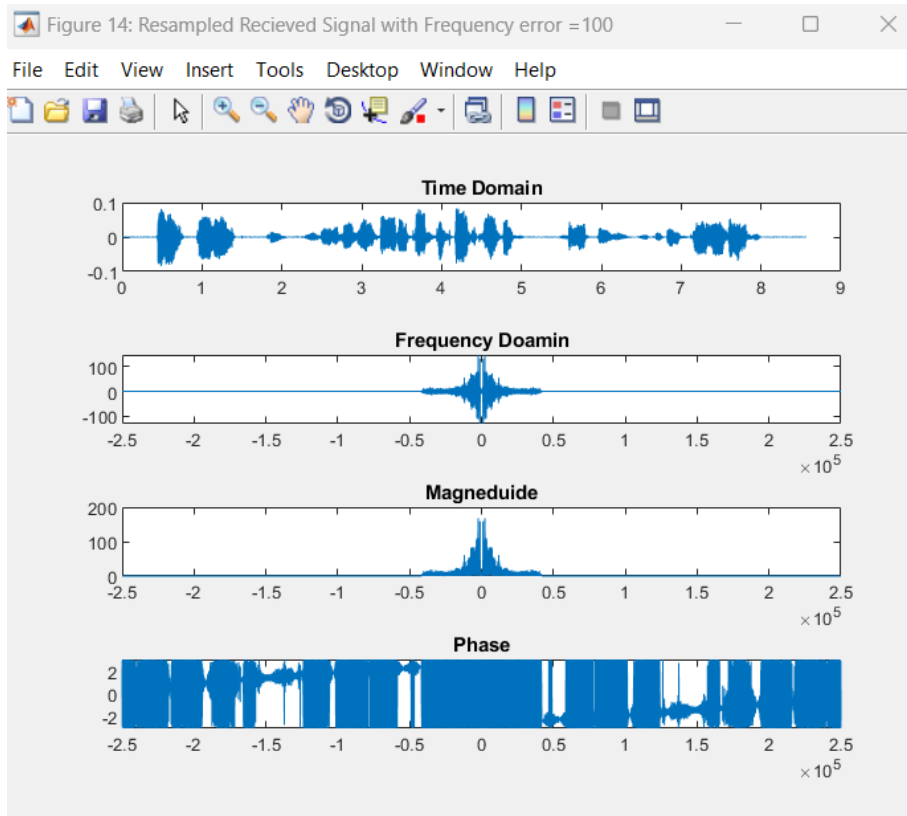 Figure 14: Resampled Recieved Signal with Frequency error =100
File Edit View Insert Tools Desktop Window Help
Time Domain
0.1
0
-0.1
0 1 2 3 4 5 6 7 8 9
Frequency Doamin
100
0
-100
-2.5 -2 -1.5 -1 -0.5 0 0.5 1 1.5 2 2.5
×10^5
Magneduide
200
100
0
-2.5 -2 -1.5 -1 -0.5 0 0.5 1 1.5 2 2.5
×10^5
Phase
2
0
-2
-2.5 -2 -1.5 -1 -0.5 0 0.5 1 1.5 2 2.5
×10^5